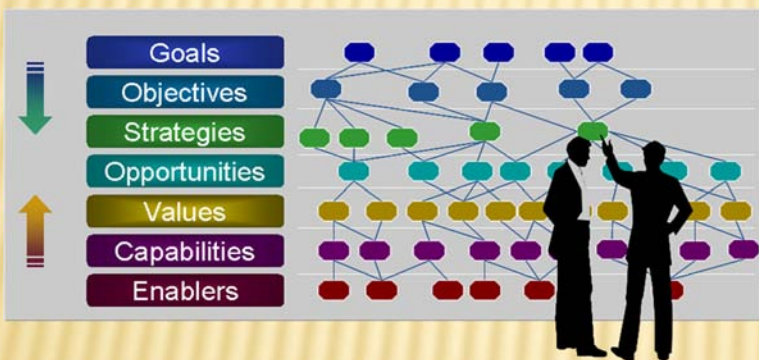 Goals
Objectives
Strategies
Opportunities
Values
Capabilities
Enablers